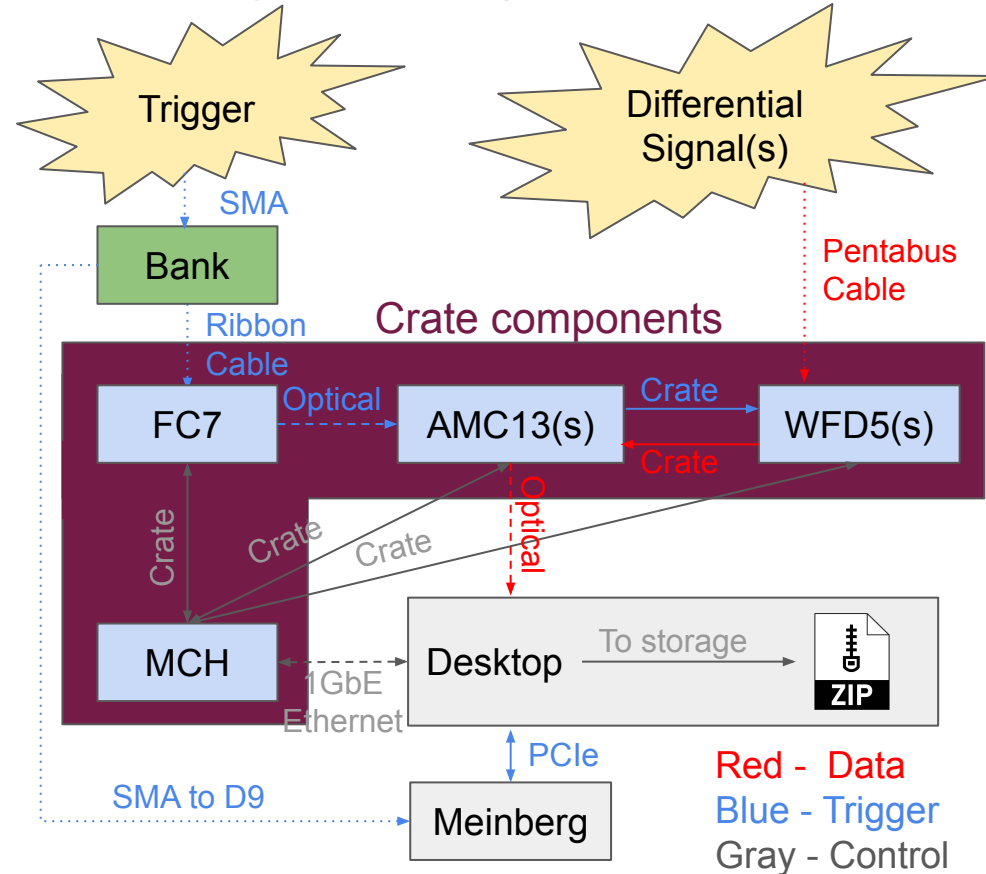 Trigger
Differential
Signal(s)
SMA
Bank
Pentabus
Cable
Ribbon
Cable
Crate components
FC7
Optical
AMC13(s)
Crate
Crate
WFD5(s)
Optical
Crate
Crate
Crate
MCH
1GbE
Ethernet
Desktop
To storage
ZIP
PCIe
SMA to D9
Meinberg
Red - Data
Blue - Trigger
Gray - Control